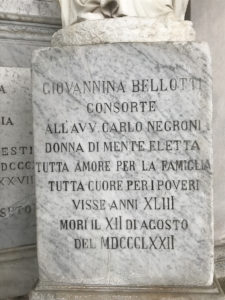 GIOVANNINA BELLOTTI
CONSORTE
ALL'AVV. CARLO NEGRONI
DONNA DI MENTE ELETTA
TUTTA AMORE PER LA FAMIGLIA
TUTTA CUORE PER I POVERI
VISSE ANNI XLIII
MORÌ IL XII DI AGOSTO
DEL MDCCCLXXII